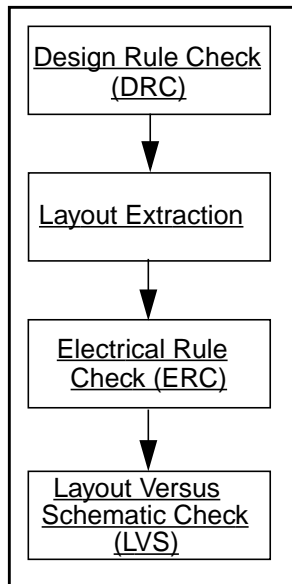 Design Rule Check
(DRC)
Layout Extraction
Electrical Rule
Check (ERC)
Layout Versus
Schematic Check
(LVS)